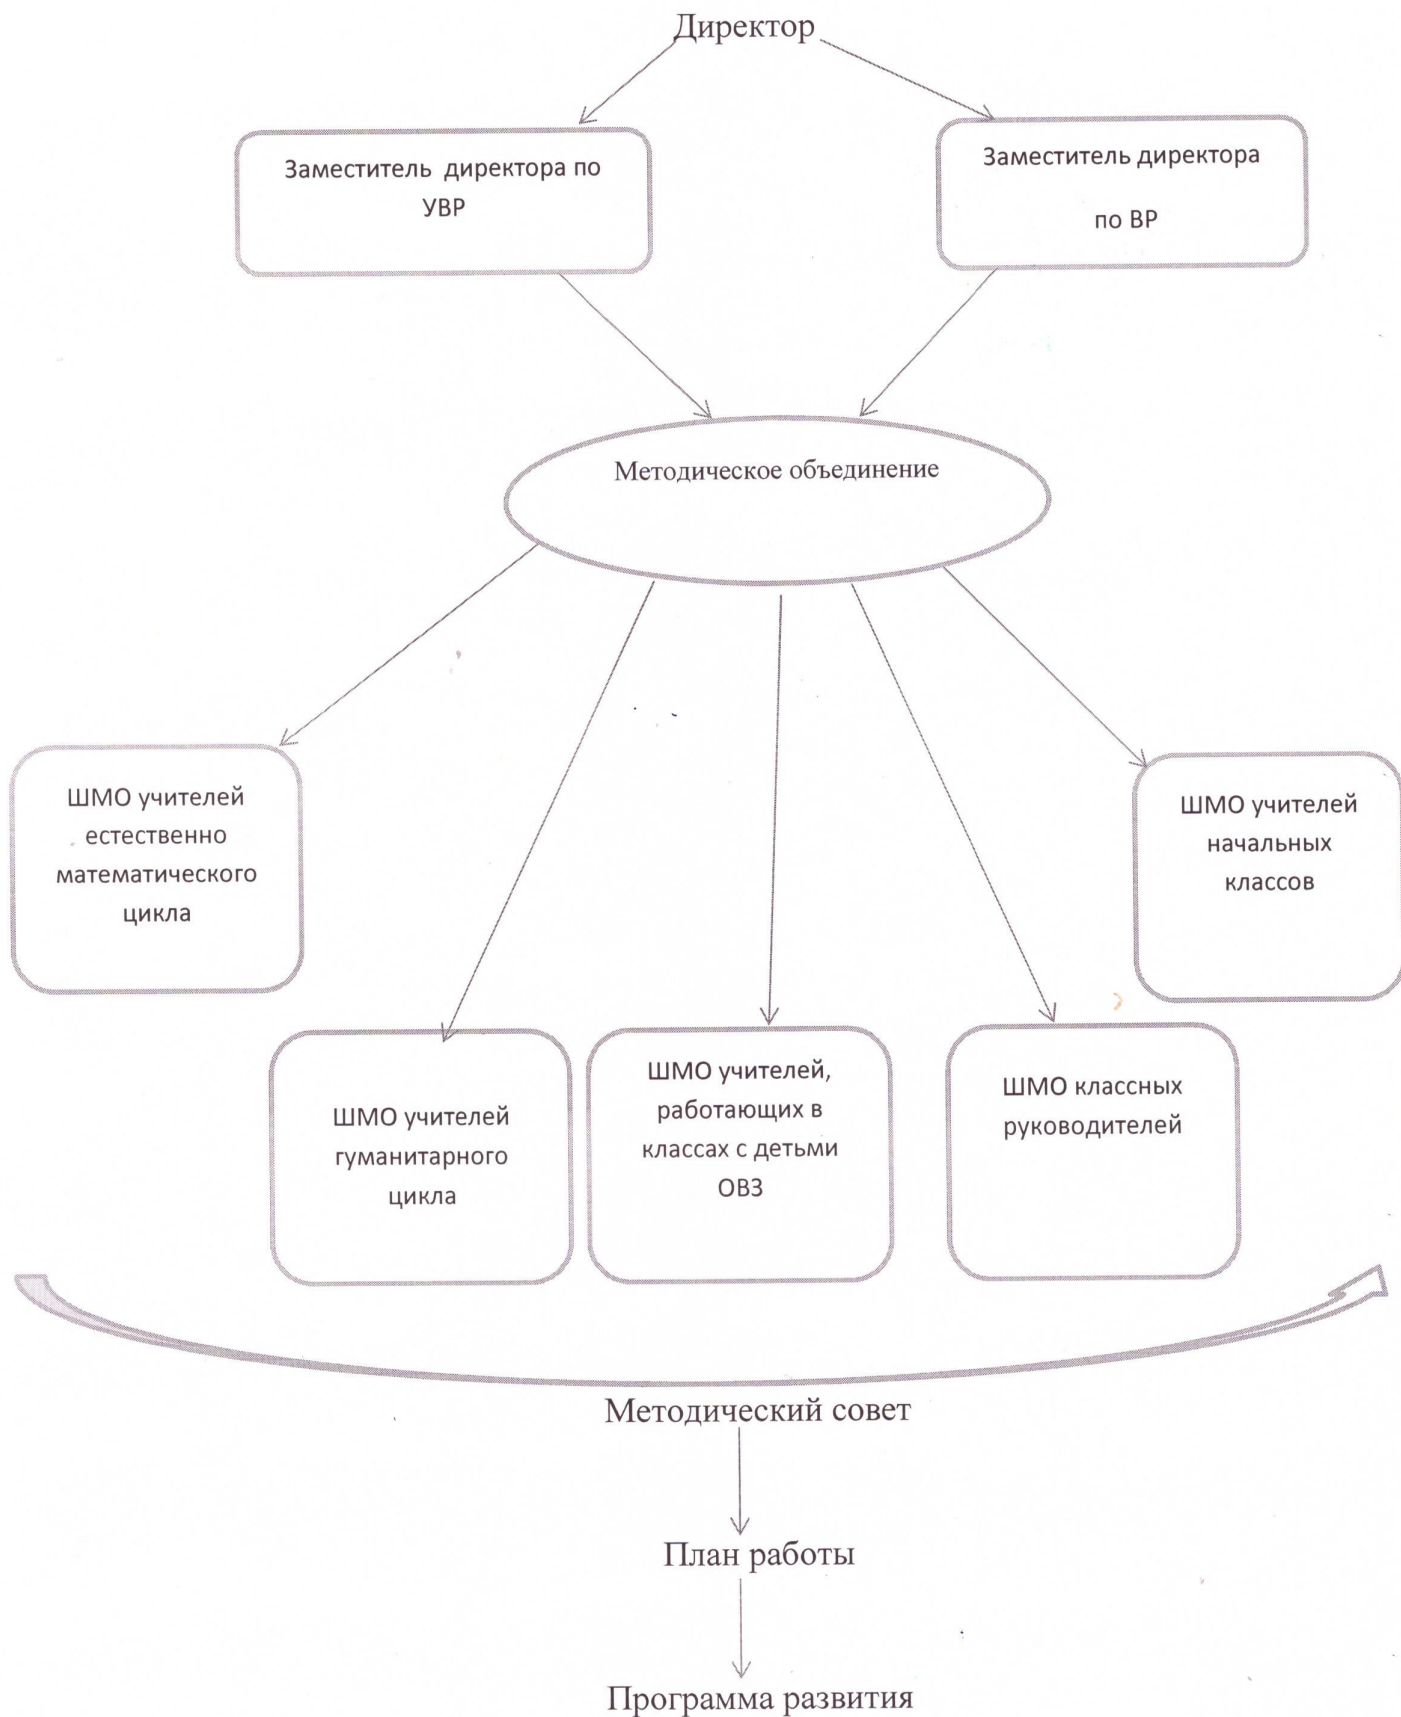 Директор
Заместитель директора по
УВР
Заместитель директора
по ВР
Методическое объединение
ШМО учителей
естественно
математического
цикла
ШМО учителей
начальных
классов
ШМО учителей
гуманитарного
цикла
ШМО учителей,
работающих в
классах с детьми
ОВЗ
ШМО классных
руководителей
Методический совет
План работы
Программа развития